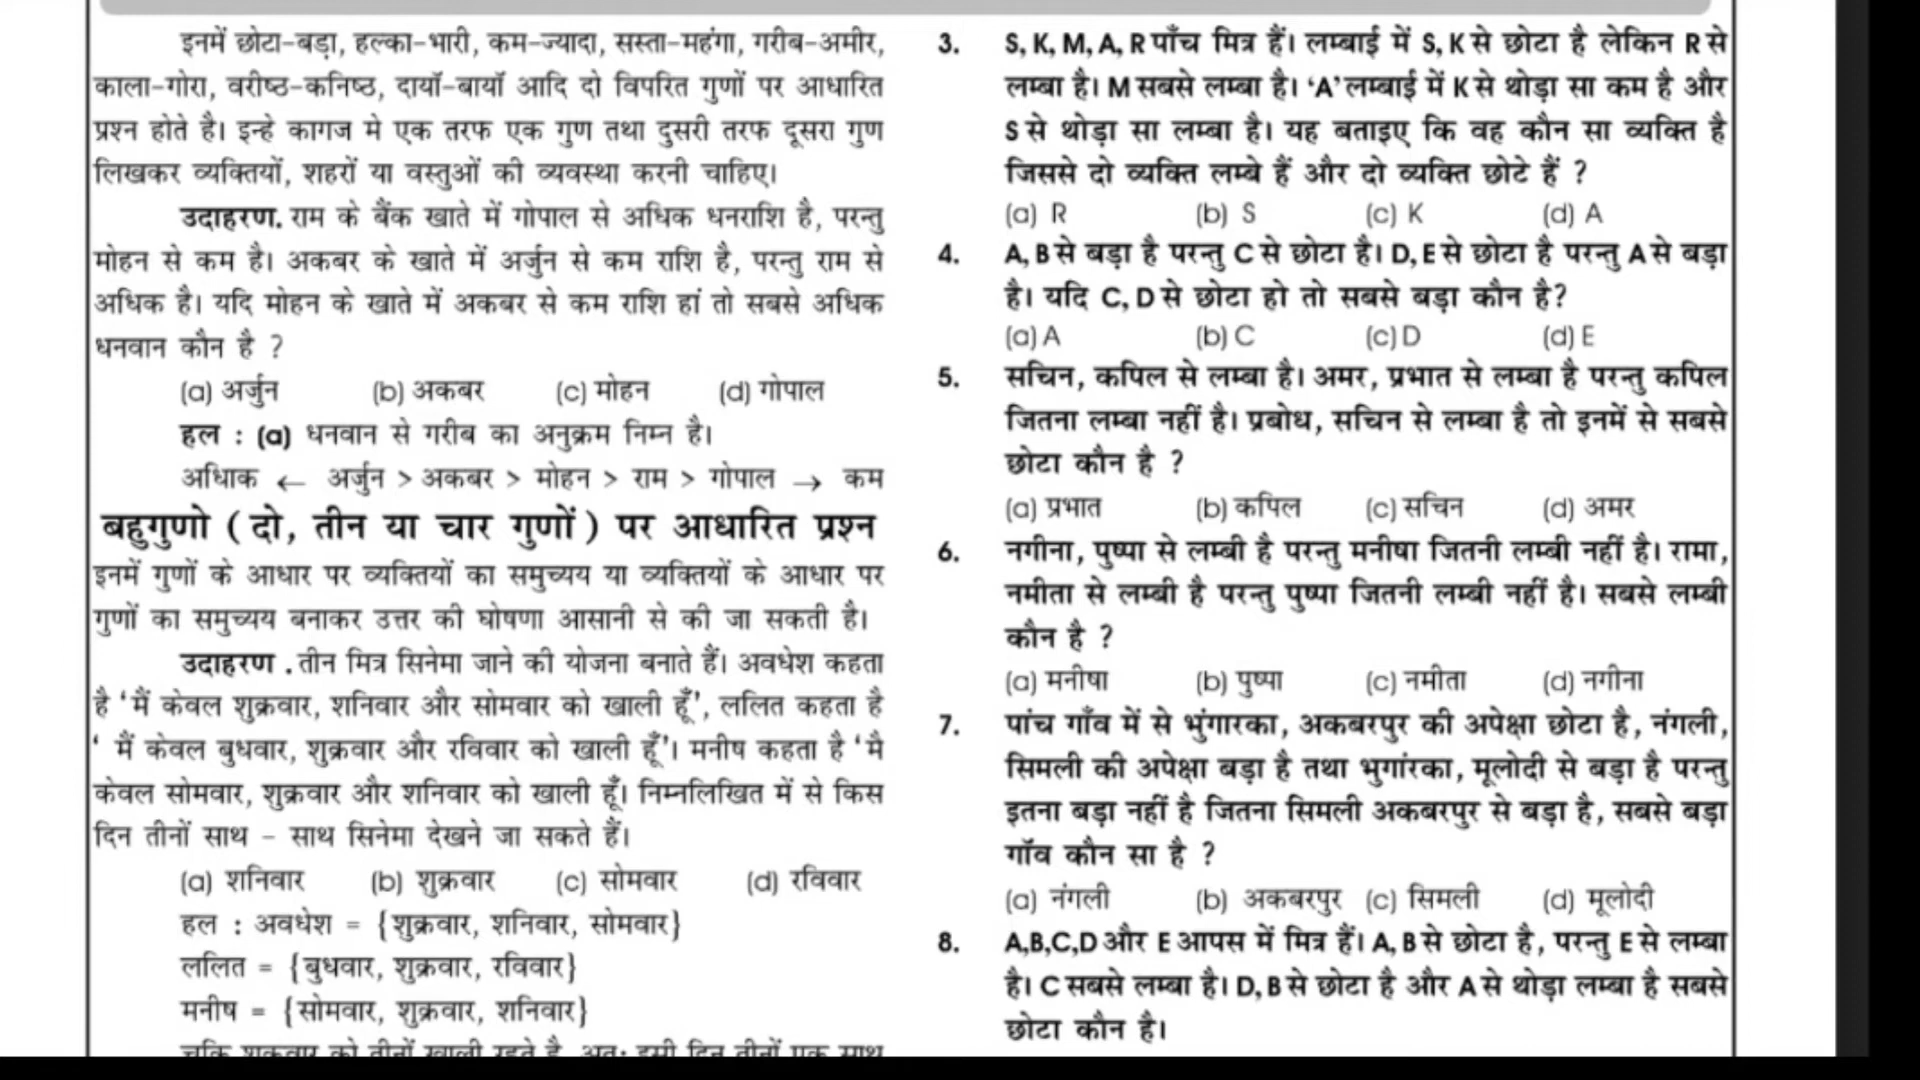 इनमें छोटा-बड़ा, हल्का-भारी, कम-ज्यादा, सस्ता-महंगा, गरीब-अमीर,
काला-गोरा, वरीष्ठ-कनिष्ठ, दायॉ-बायॉ आदि दो विपरित गुणों पर आधारित
प्रश्न होते है। इन्हे कागज मे एक तरफ एक गुण तथा दुसरी तरफ दूसरा गुण
लिखकर व्यक्तियों, शहरों या वस्तुओं की व्यवस्था करनी चाहिए।
उदाहरण. राम के बैंक खाते में गोपाल से अधिक धनराशि है, परन्तु
मोहन से कम है। अकबर के खाते में अर्जुन से कम राशि है, परन्तु राम से
अधिक है। यदि मोहन के खाते में अकबर से कम राशि हां तो सबसे अधिक
धनवान कौन है ?
(a) अर्जुन (b) अकबर (c) मोहन (d) गोपाल
हल : (a) धनवान से गरीब का अनुक्रम निम्न है।
अधिाक ← अर्जुन > अकबर > मोहन > राम > गोपाल → कम
बहुगुणो ( दो, तीन या चार गुणों ) पर आधारित प्रश्न
इनमें गुणों के आधार पर व्यक्तियों का समुच्यय या व्यक्तियों के आधार पर
गुणों का समुच्यय बनाकर उत्तर की घोषणा आसानी से की जा सकती है।
उदाहरण .तीन मित्र सिनेमा जाने की योजना बनाते हैं। अवधेश कहता
है ‘मैं केवल शुक्रवार, शनिवार और सोमवार को खाली हूँ’, ललित कहता है
‘ मैं केवल बुधवार, शुक्रवार और रविवार को खाली हूँ’। मनीष कहता है ‘मै
केवल सोमवार, शुक्रवार और शनिवार को खाली हूँ। निम्नलिखित में से किस
दिन तीनों साथ - साथ सिनेमा देखने जा सकते हैं।
(a) शनिवार (b) शुक्रवार (c) सोमवार (d) रविवार
हल : अवधेश = {शुक्रवार, शनिवार, सोमवार}
ललित = {बुधवार, शुक्रवार, रविवार}
मनीष = {सोमवार, शुक्रवार, शनिवार}
चूकि शुक्रवार को तीनों खाली रहते है, अत: इसी दिन तीनों एक साथ
3. S, K, M, A, R पाँच मित्र हैं। लम्बाई में S, K से छोटा है लेकिन R से
लम्बा है। M सबसे लम्बा है। ‘A’ लम्बाई में K से थोड़ा सा कम है और
S से थोड़ा सा लम्बा है। यह बताइए कि वह कौन सा व्यक्ति है
जिससे दो व्यक्ति लम्बे हैं और दो व्यक्ति छोटे हैं ?
(a) R (b) S (c) K (d) A
4. A, B से बड़ा है परन्तु C से छोटा है। D, E से छोटा है परन्तु A से बड़ा
है। यदि C, D से छोटा हो तो सबसे बड़ा कौन है?
(a) A (b) C (c) D (d) E
5. सचिन, कपिल से लम्बा है। अमर, प्रभात से लम्बा है परन्तु कपिल
जितना लम्बा नहीं है। प्रबोध, सचिन से लम्बा है तो इनमें से सबसे
छोटा कौन है ?
(a) प्रभात (b) कपिल (c) सचिन (d) अमर
6. नगीना, पुष्पा से लम्बी है परन्तु मनीषा जितनी लम्बी नहीं है। रामा,
नमीता से लम्बी है परन्तु पुष्पा जितनी लम्बी नहीं है। सबसे लम्बी
कौन है ?
(a) मनीषा (b) पुष्पा (c) नमीता (d) नगीना
7. पांच गाँव में से भुंगारका, अकबरपुर की अपेक्षा छोटा है, नंगली,
सिमली की अपेक्षा बड़ा है तथा भुगांरका, मूलोदी से बड़ा है परन्तु
इतना बड़ा नहीं है जितना सिमली अकबरपुर से बड़ा है, सबसे बड़ा
गॉव कौन सा है ?
(a) नंगली (b) अकबरपुर (c) सिमली (d) मूलोदी
8. A,B,C,D और E आपस में मित्र हैं। A, B से छोटा है, परन्तु E से लम्बा
है। C सबसे लम्बा है। D, B से छोटा है और A से थोड़ा लम्बा है सबसे
छोटा कौन है।